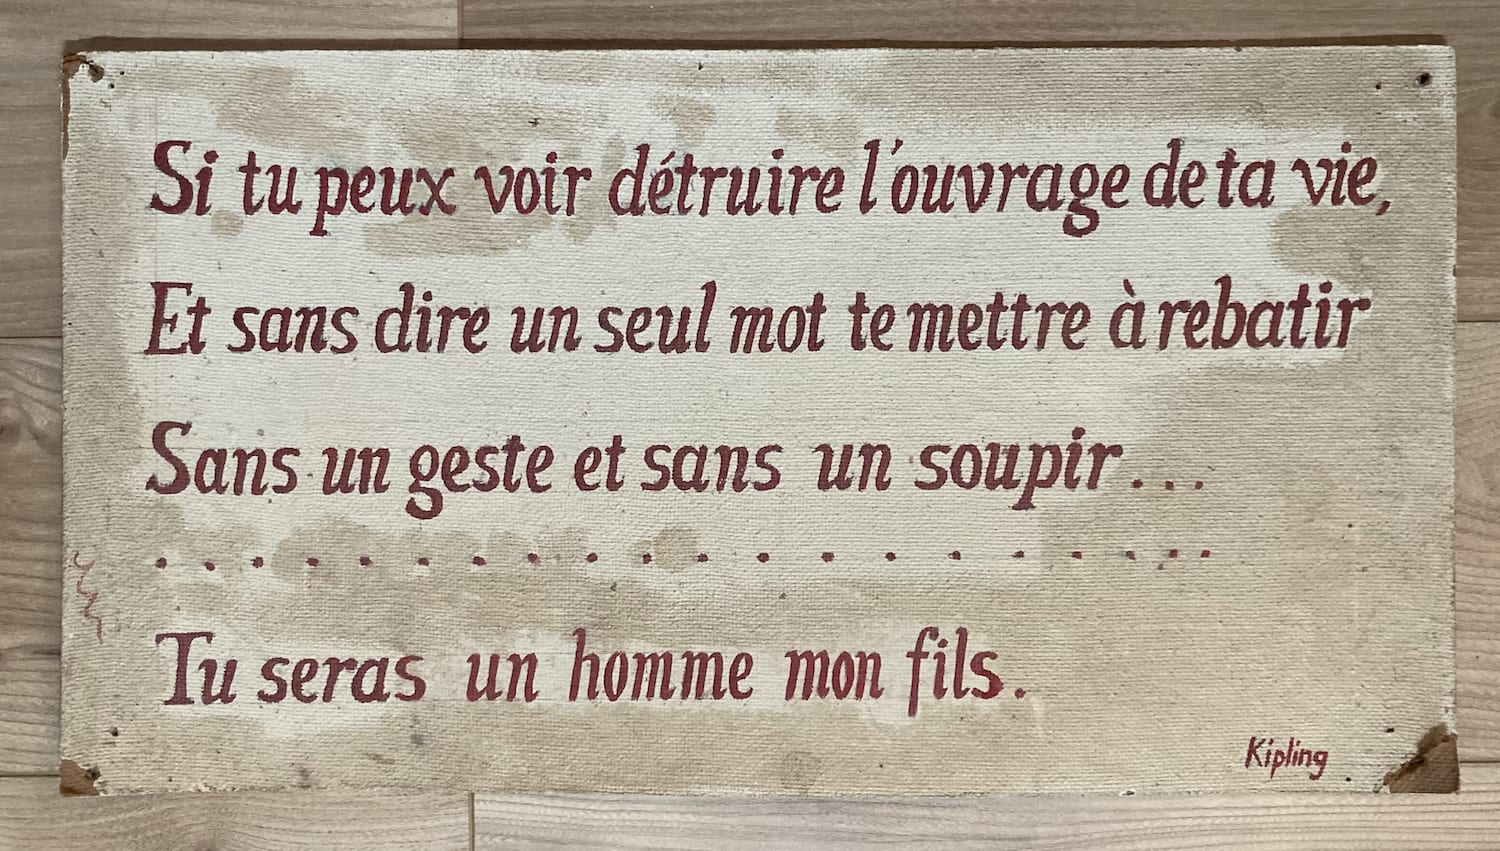 Si tu peux voir détruire l'ouvrage de ta vie,
Et sans dire un seul mot te mettre à rebatir
Sans un geste et sans un soupir...
. . . . . . . . . . . . . . . . . . . .
Tu seras un homme mon fils.
Kipling